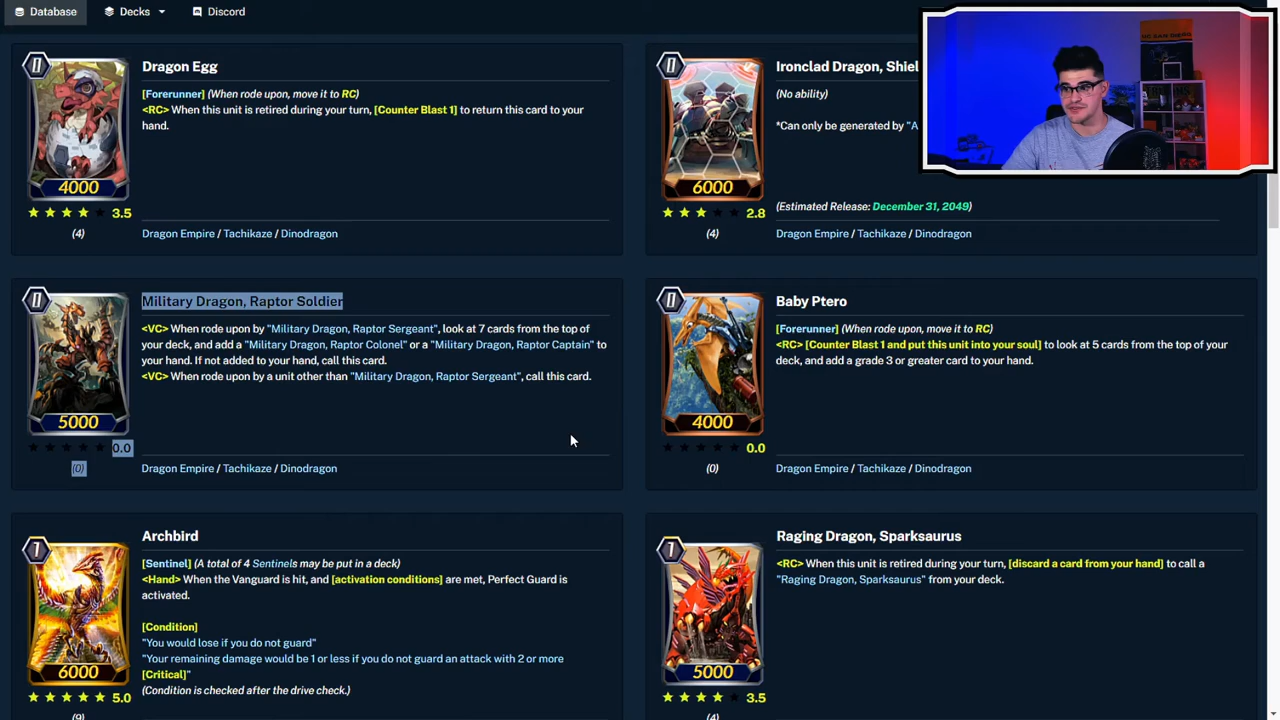 Database
Decks
Discord
0
Dragon Egg
[Forerunner] (When rode upon, move it to RC)
<RC> When this unit is retired during your turn, [Counter Blast 1] to return this card to your
hand.
4000
3.5
(4)
Dragon Empire / Tachikaze / Dinodragon
0
Ironclad Dragon, Shiel
(No ability)
*Can only be generated by "A
6000
2.8
(4)
(Estimated Release: December 31, 2049)
Dragon Empire / Tachikaze / Dinodragon
0
Military Dragon, Raptor Soldier
<VC> When rode upon by "Military Dragon, Raptor Sergeant", look at 7 cards from the top of
your deck, and add a "Military Dragon, Raptor Colonel" or a "Military Dragon, Raptor Captain" to
your hand. If not added to your hand, call this card.
<VC> When rode upon by a unit other than "Military Dragon, Raptor Sergeant", call this card.
5000
0.0
(0)
Dragon Empire / Tachikaze / Dinodragon
0
Baby Ptero
[Forerunner] (When rode upon, move it to RC)
<RC> [Counter Blast 1 and put this unit into your soul] to look at 5 cards from the top of your
deck, and add a grade 3 or greater card to your hand.
4000
0.0
(0)
Dragon Empire / Tachikaze / Dinodragon
1
Archbird
[Sentinel] (A total of 4 Sentinels may be put in a deck)
<Hand> When the Vanguard is hit, and [activation conditions] are met, Perfect Guard is
activated.
[Condition]
"You would lose if you do not guard"
"Your remaining damage would be 1 or less if you do not guard an attack with 2 or more
[Critical]"
(Condition is checked after the drive check.)
6000
5.0
(9)
1
Raging Dragon, Sparksaurus
<RC> When this unit is retired during your turn, [discard a card from your hand] to call a
"Raging Dragon, Sparksaurus" from your deck.
5000
3.5
(4)